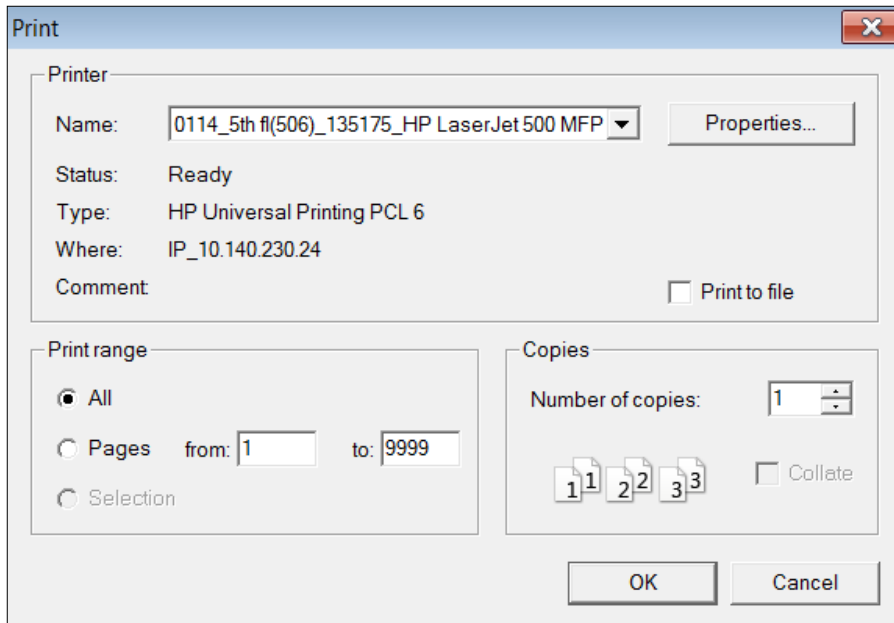 Print
Printer
Name: 0114_5th fl(506)_135175_HP LaserJet 500 MFP Properties...
Status: Ready
Type: HP Universal Printing PCL 6
Where: IP_10.140.230.24
Comment:
Print to file
Print range
All
Pages from: 1 to: 9999
Selection
Copies
Number of copies: 1
1 1 2 2 3 3 Collate
OK Cancel